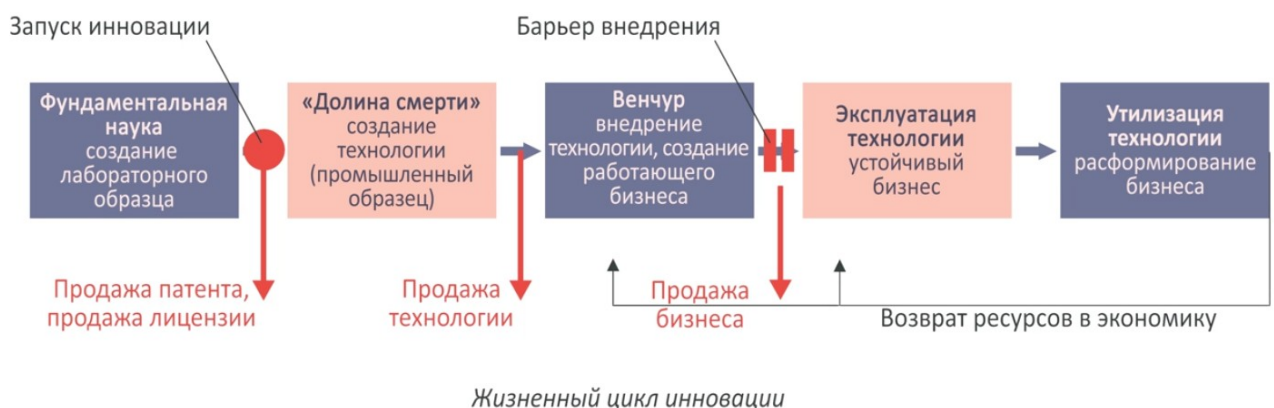 Запуск инновации
Барьер внедрения
Фундаментальная
наука
создание
лабораторного
образца
«Долина смерти»
создание
технологии
(промышленный
образец)
Венчур
внедрение
технологии, создание
работающего
бизнеса
Эксплуатация
технологии
устойчивый
бизнес
Утилизация
технологии
расформирование
бизнеса
Продажа патента,
продажа лицензии
Продажа
технологии
Продажа
бизнеса
Возврат ресурсов в экономику
Жизненный цикл инновации